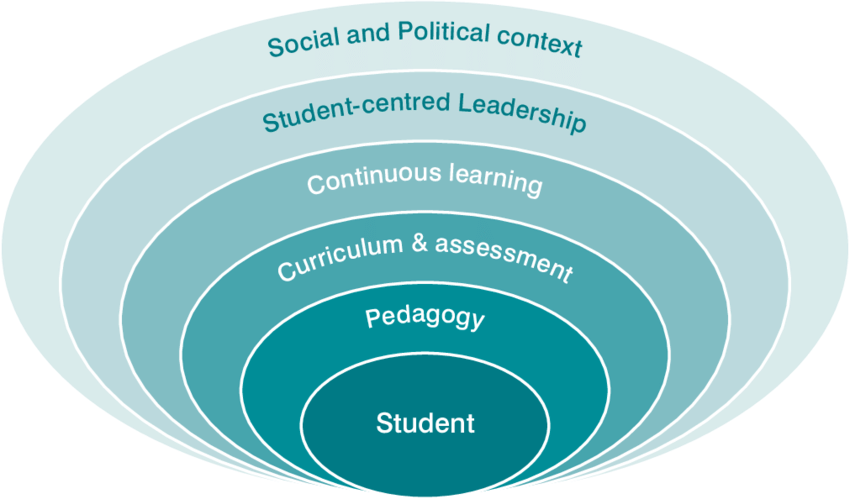 Social and Political context
Student-centred Leadership
Continuous learning
Curriculum & assessment
Pedagogy
Student